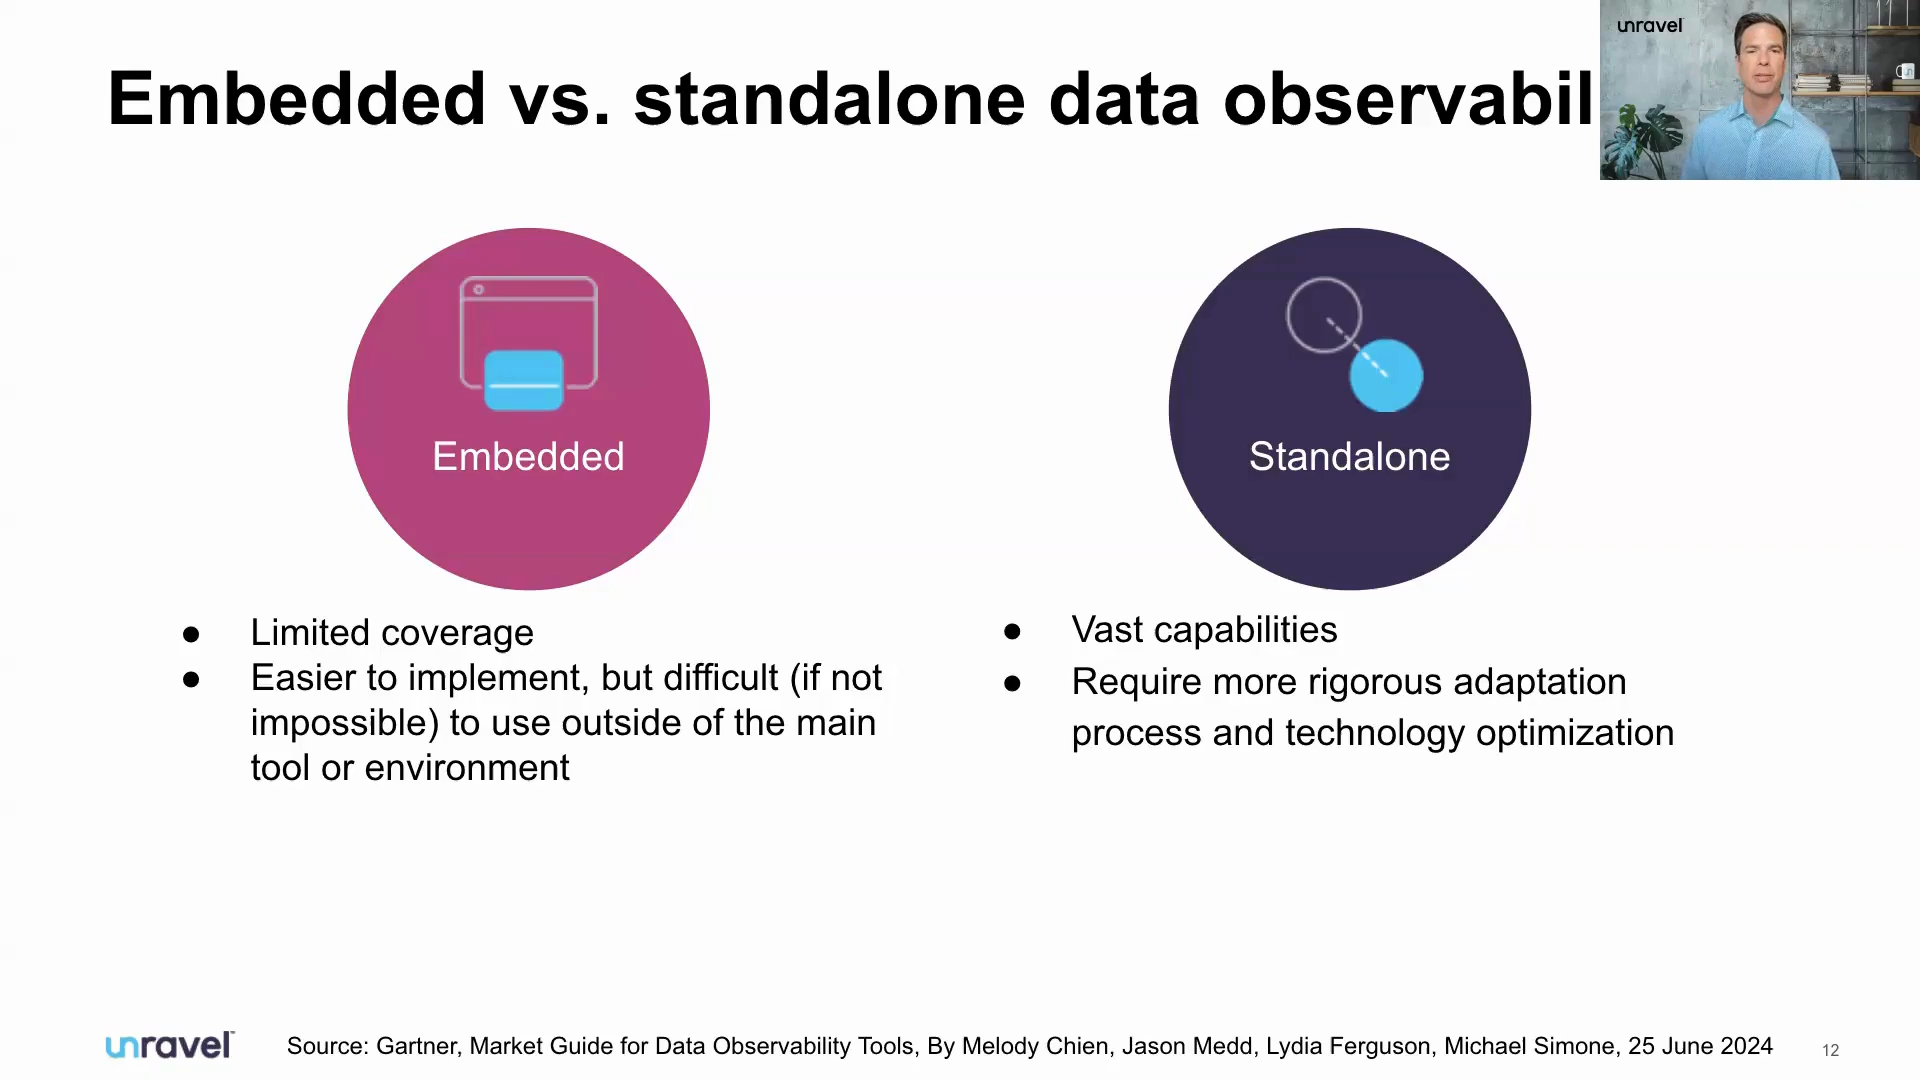 Embedded vs. standalone data observabil
unravel
Embedded
Standalone
● Limited coverage
● Easier to implement, but difficult (if not
impossible) to use outside of the main
tool or environment
● Vast capabilities
● Require more rigorous adaptation
process and technology optimization
unravel™
Source: Gartner, Market Guide for Data Observability Tools, By Melody Chien, Jason Medd, Lydia Ferguson, Michael Simone, 25 June 2024
12